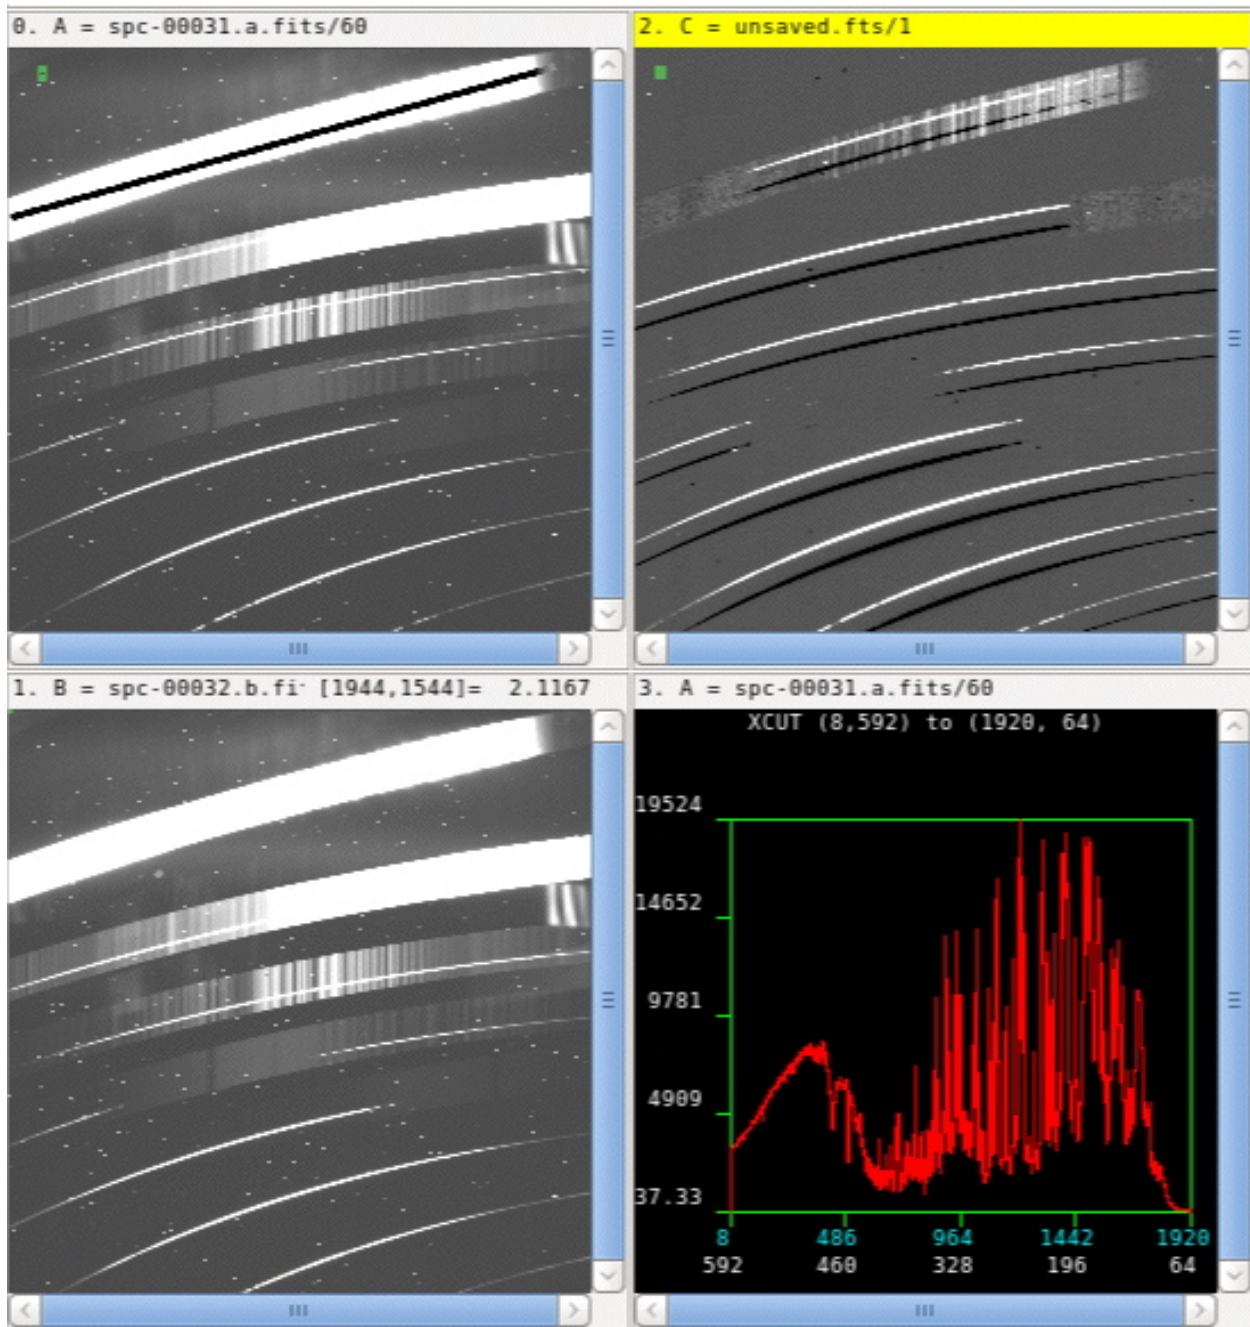 0. A = spc-00031.a.fits/60
2. C = unsaved.fts/1
1. B = spc-00032.b.fi [1944,1544]= 2.1167
3. A = spc-00031.a.fits/60
XCUT (8,592) to (1920, 64)
19524
14652
9781
4909
37.33
8 486 964 1442 1920
592 460 328 196 64